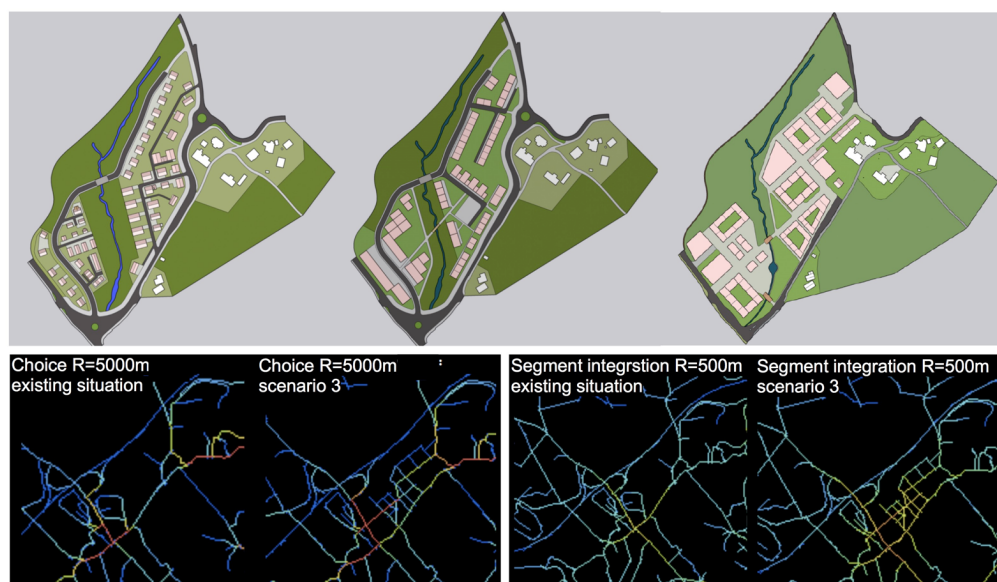 Choice R=5000m
existing situation
Choice R=5000m
scenario 3
:
Segment integrstion R=500m
existing situation
Segment integration R=500m
scenario 3